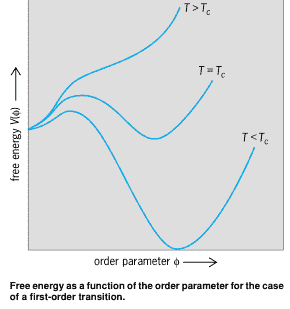 T > Tc
T = Tc
T < Tc
free energy V(ϕ)
order parameter ϕ
Free energy as a function of the order parameter for the case
of a first-order transition.